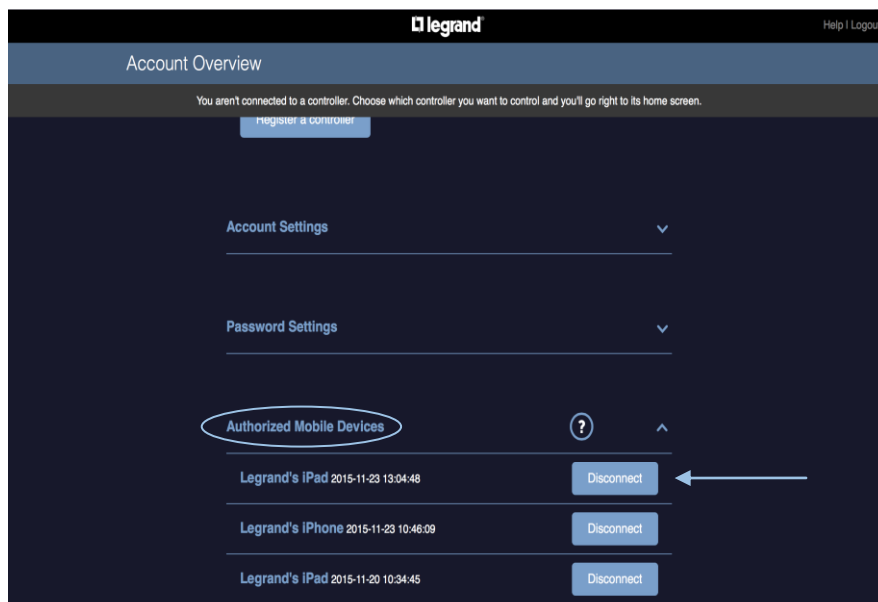 legrand
Help | Logou
Account Overview
You aren't connected to a controller. Choose which controller you want to control and you'll go right to its home screen.
Register a controller
Account Settings
Password Settings
Authorized Mobile Devices ?
Legrand's iPad 2015-11-23 13:04:48 Disconnect
Legrand's iPhone 2015-11-23 10:46:09 Disconnect
Legrand's iPad 2015-11-20 10:34:45 Disconnect